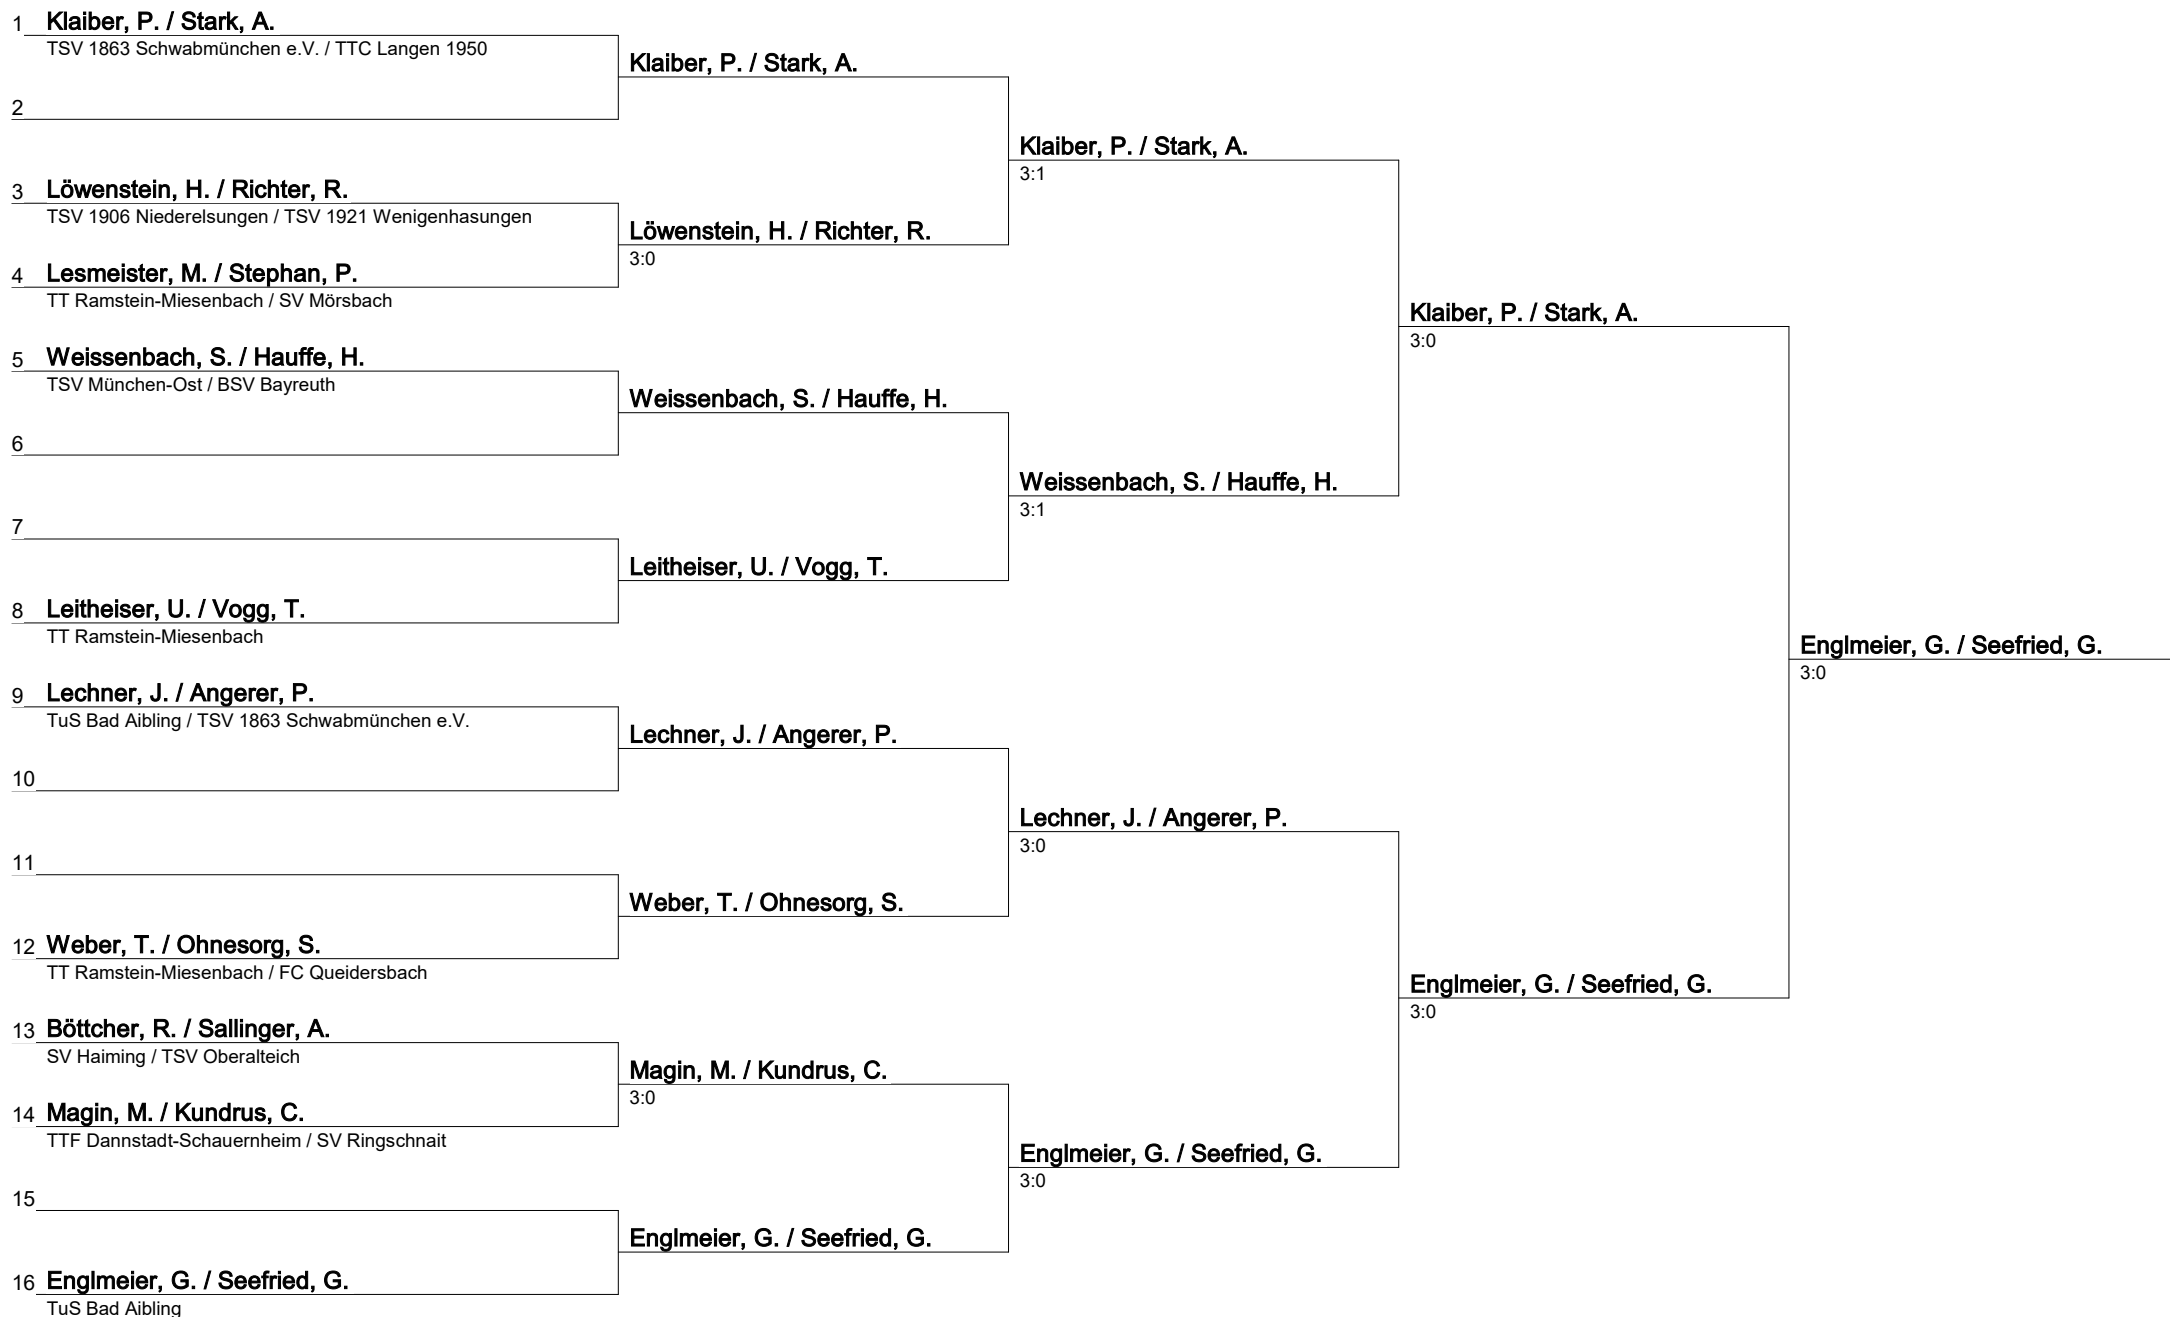 1 Klaiber, P. / Stark, A.
TSV 1863 Schwabmünchen e.V. / TTC Langen 1950
Klaiber, P. / Stark, A.
2
Klaiber, P. / Stark, A.
3:1
3 Löwenstein, H. / Richter, R.
TSV 1906 Niederelsungen / TSV 1921 Wenigenhasungen
Löwenstein, H. / Richter, R.
3:0
4 Lesmeister, M. / Stephan, P.
TT Ramstein-Miesenbach / SV Mörsbach
Klaiber, P. / Stark, A.
3:0
5 Weissenbach, S. / Hauffe, H.
TSV München-Ost / BSV Bayreuth
Weissenbach, S. / Hauffe, H.
6
Weissenbach, S. / Hauffe, H.
3:1
7
Leitheiser, U. / Vogg, T.
8 Leitheiser, U. / Vogg, T.
TT Ramstein-Miesenbach
Englmeier, G. / Seefried, G.
3:0
9 Lechner, J. / Angerer, P.
TuS Bad Aibling / TSV 1863 Schwabmünchen e.V.
Lechner, J. / Angerer, P.
10
Lechner, J. / Angerer, P.
3:0
11
Weber, T. / Ohnesorg, S.
12 Weber, T. / Ohnesorg, S.
TT Ramstein-Miesenbach / FC Queidersbach
Englmeier, G. / Seefried, G.
3:0
13 Böttcher, R. / Sallinger, A.
SV Haiming / TSV Oberalteich
Magin, M. / Kundrus, C.
3:0
14 Magin, M. / Kundrus, C.
TTF Dannstadt-Schauernheim / SV Ringschnait
Englmeier, G. / Seefried, G.
3:0
15
Englmeier, G. / Seefried, G.
16 Englmeier, G. / Seefried, G.
TuS Bad Aibling